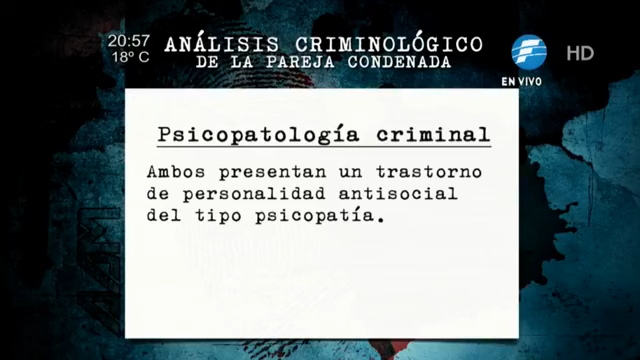 20:57
18° C
ANÁLISIS CRIMINOLÓGICO
DE LA PAREJA CONDENADA
HD
EN VIVO
Psicopatología criminal
Ambos presentan un trastorno
de personalidad antisocial
del tipo psicopatía.